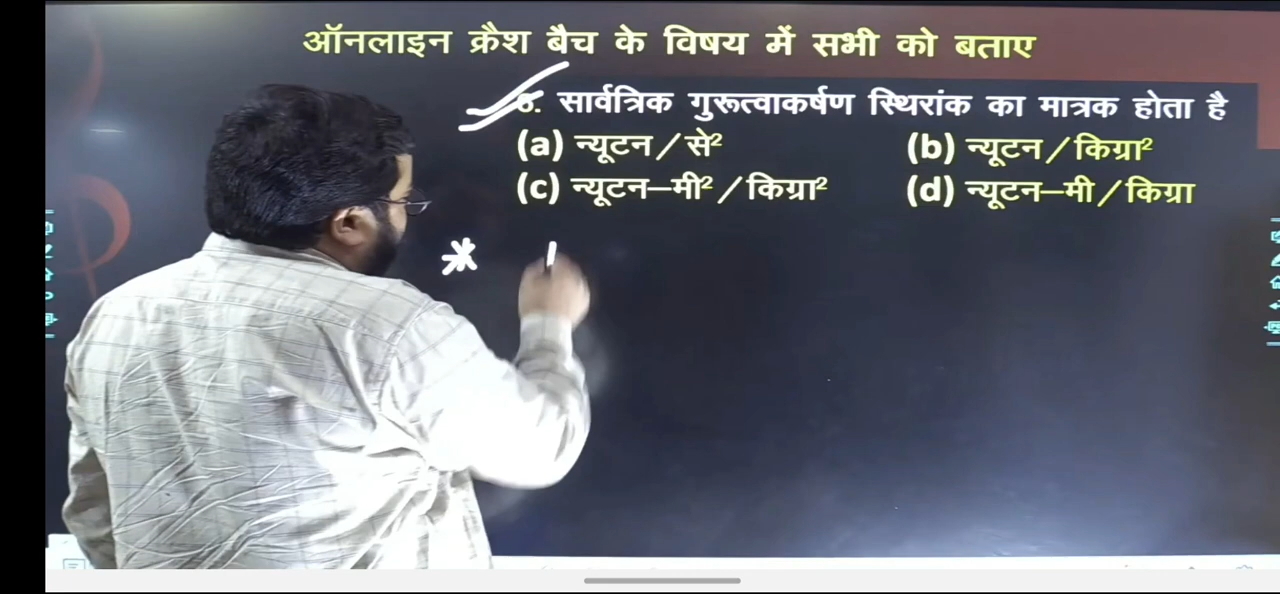 ऑनलाइन क्रैश बैच के विषय में सभी को बताए
सार्वत्रिक गुरूत्वाकर्षण स्थिरांक का मात्रक होता है
(a) न्यूटन/से² (b) न्यूटन/किग्रा²
(c) न्यूटन–मी²/किग्रा² (d) न्यूटन–मी/किग्रा
*